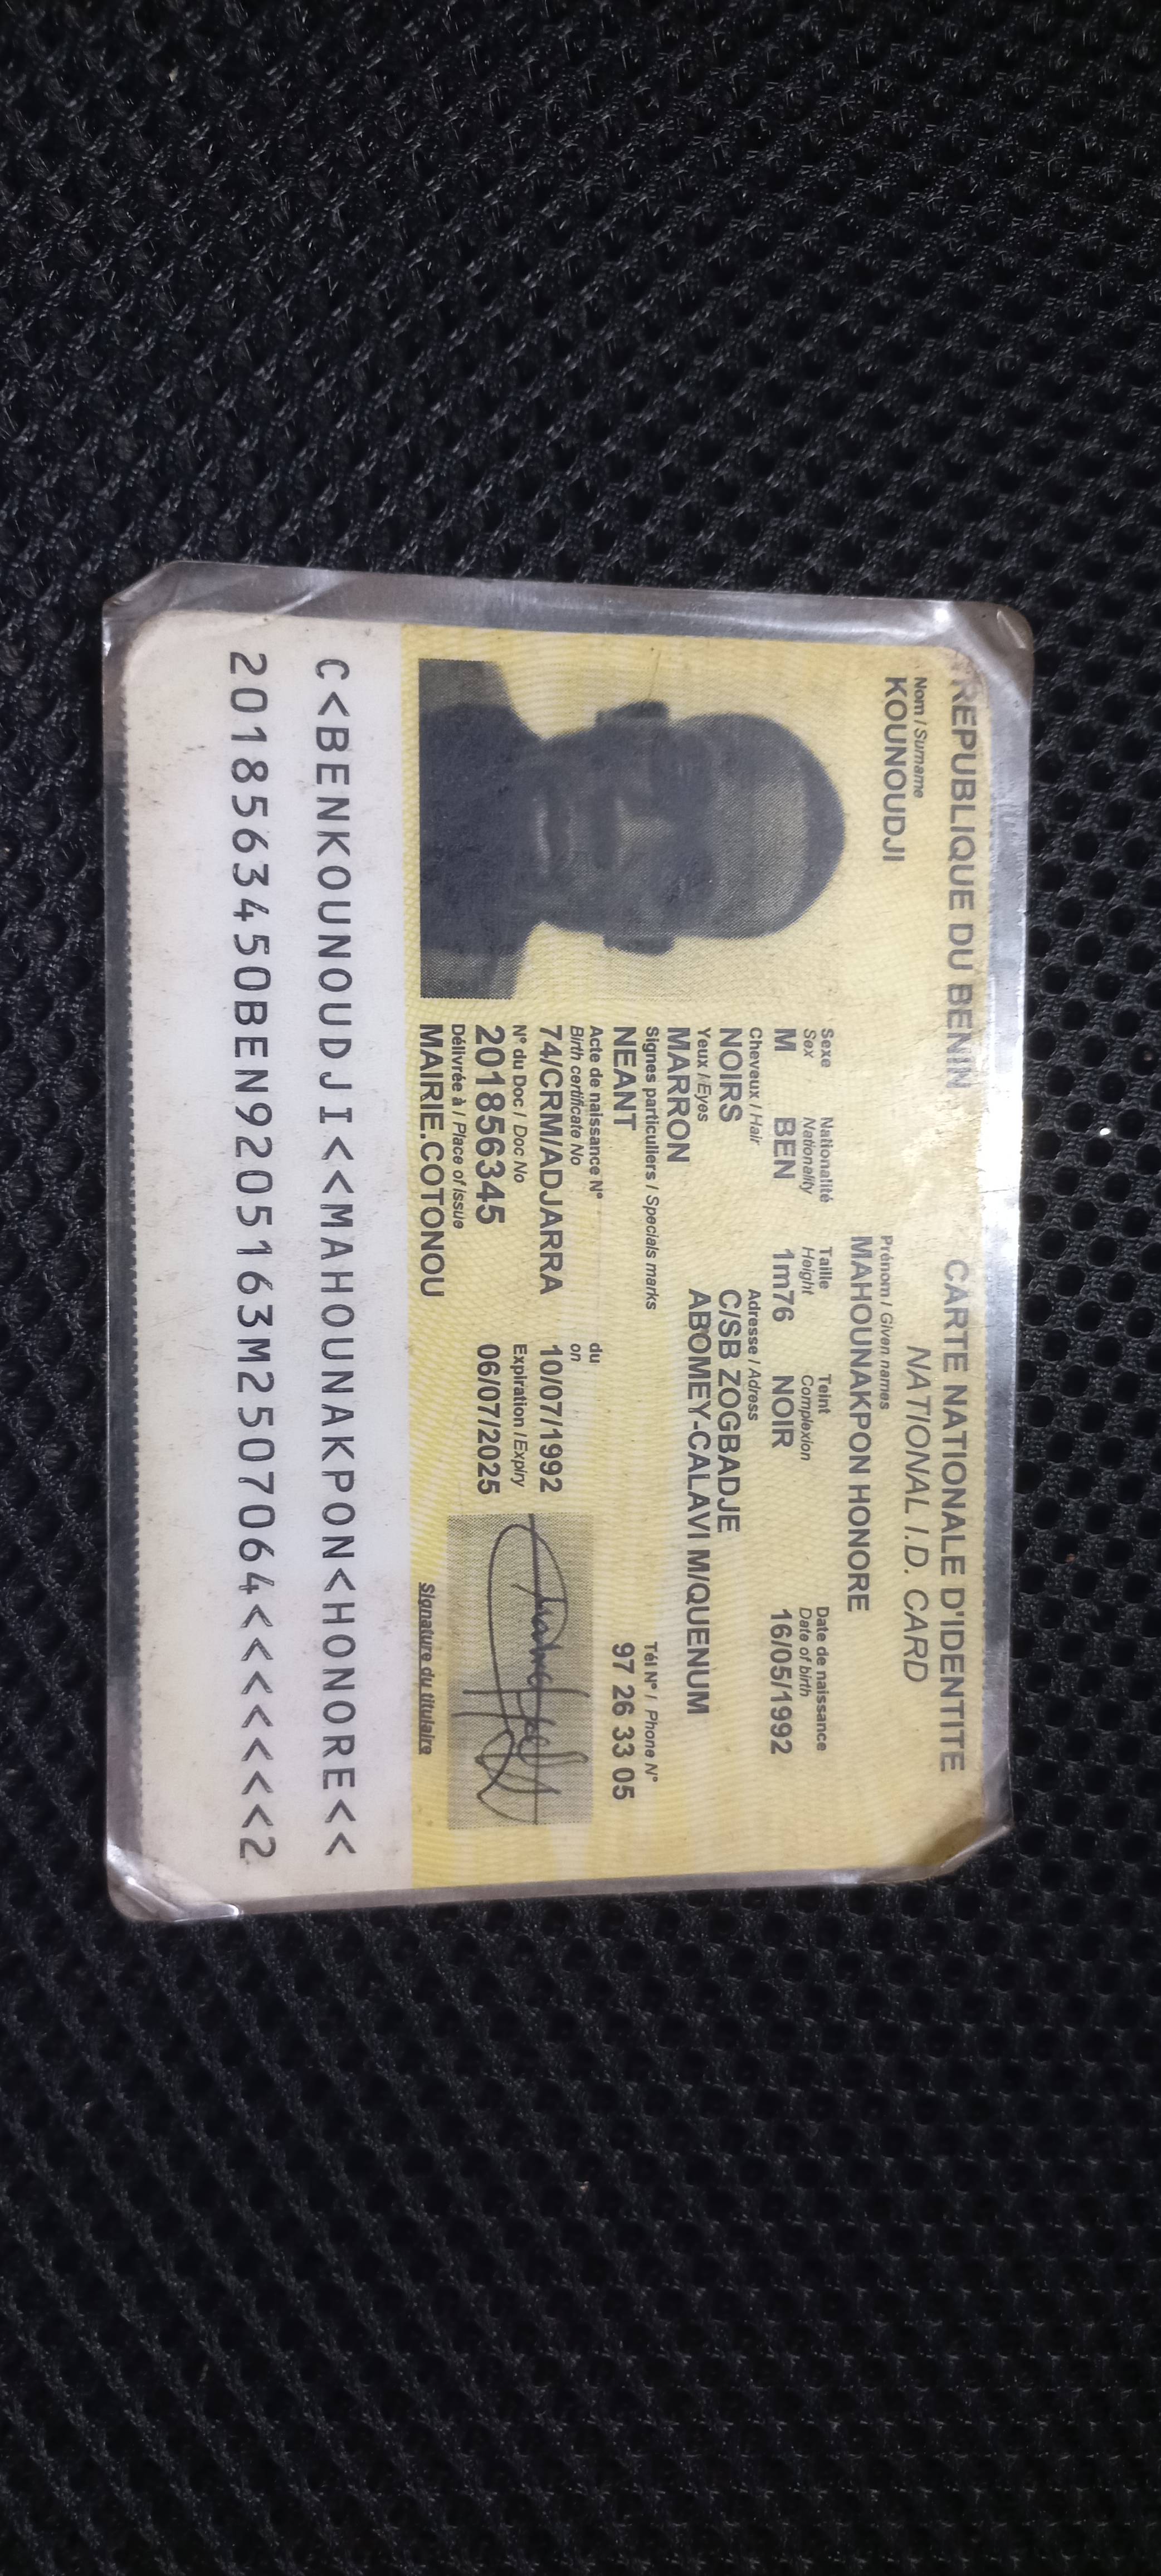 REPUBLIQUE DU BENIN
CARTE NATIONALE D'IDENTITE
NATIONAL I.D. CARD
Nom / Surname
KOUNOUDJI
Prénom / Given names
MAHOUNAKPON HONORE
Sexe Nationalité Taille Teint Date de naissance
Sex Nationality Height Complexion Date of birth
M BEN 1m76 NOIR 16/05/1992
Cheveux / Hair Adresse / Adress
NOIRS C/SB ZOGBADJE
Yeux / Eyes ABOMEY-CALAVI M/QUENUM
MARRON
Signes particuliers / Specials marks Tél N° / Phone N°
NEANT 97 26 33 05
Acte de naissance N° du
Birth certificate No on
74/CRM/ADJARRA 10/07/1992
N° du Doc / Doc No Expiration / Expiry
201856345 06/07/2025
Délivrée à / Place of issue
MAIRIE.COTONOU
Signature du titulaire
C<BENKOUNOUDJI<<MAHOUNAKPON<HONORE<<
2018563450BEN9205163M2507064<<<<<<<2